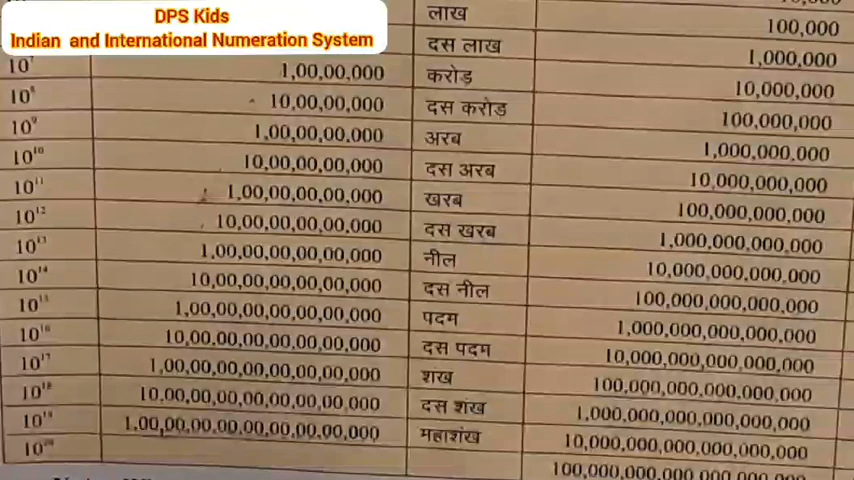 DPS Kids
Indian and International Numeration System
लाख 100,000
दस लाख 1,000,000
10⁷ 1,00,00,000 करोड़ 10,000,000
10⁸ 10,00,00,000 दस करोड़ 100,000,000
10⁹ 1,00,00,00,000 अरब 1,000,000,000
10¹⁰ 10,00,00,00,000 दस अरब 10,000,000,000
10¹¹ 1,00,00,00,00,000 खरब 100,000,000,000
10¹² 10,00,00,00,00,000 दस खरब 1,000,000,000,000
10¹³ 1,00,00,00,00,00,000 नील 10,000,000,000,000
10¹⁴ 10,00,00,00,00,00,000 दस नील 100,000,000,000,000
10¹⁵ 1,00,00,00,00,00,00,000 पदम 1,000,000,000,000,000
10¹⁶ 10,00,00,00,00,00,00,000 दस पदम 10,000,000,000,000,000
10¹⁷ 1,00,00,00,00,00,00,00,000 शंख 100,000,000,000,000,000
10¹⁸ 10,00,00,00,00,00,00,00,000 दस शंख 1,000,000,000,000,000,000
10¹⁹ 1,00,00,00,00,00,00,00,00,000 महाशंख 10,000,000,000,000,000,000
10²⁰ 100,000,000,000,000,000,000